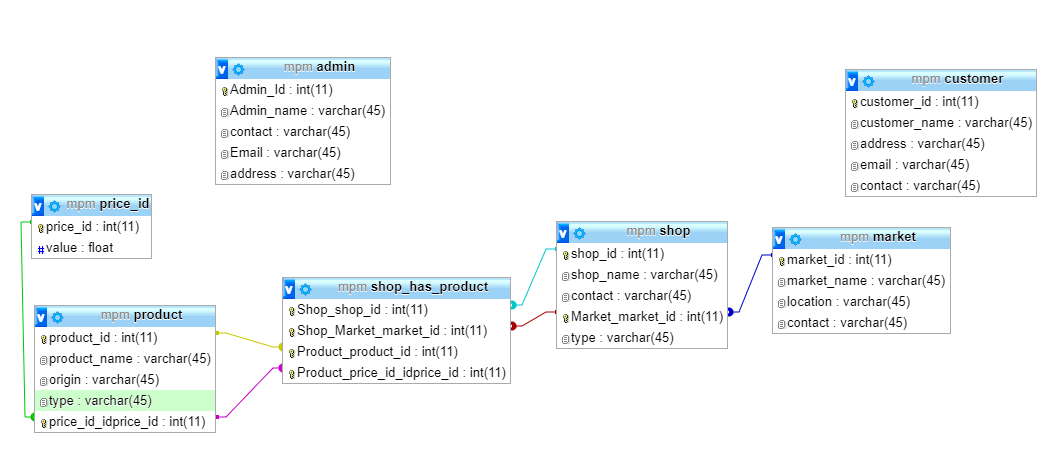 mpm admin
Admin_Id : int(11)
Admin_name : varchar(45)
contact : varchar(45)
Email : varchar(45)
address : varchar(45)
mpm customer
customer_id : int(11)
customer_name : varchar(45)
address : varchar(45)
email : varchar(45)
contact : varchar(45)
mpm price_id
price_id : int(11)
# value : float
mpm shop
shop_id : int(11)
shop_name : varchar(45)
contact : varchar(45)
Market_market_id : int(11)
type : varchar(45)
mpm market
market_id : int(11)
market_name : varchar(45)
location : varchar(45)
contact : varchar(45)
mpm shop_has_product
Shop_shop_id : int(11)
Shop_Market_market_id : int(11)
Product_product_id : int(11)
Product_price_id_idprice_id : int(11)
mpm product
product_id : int(11)
product_name : varchar(45)
origin : varchar(45)
type : varchar(45)
price_id_idprice_id : int(11)